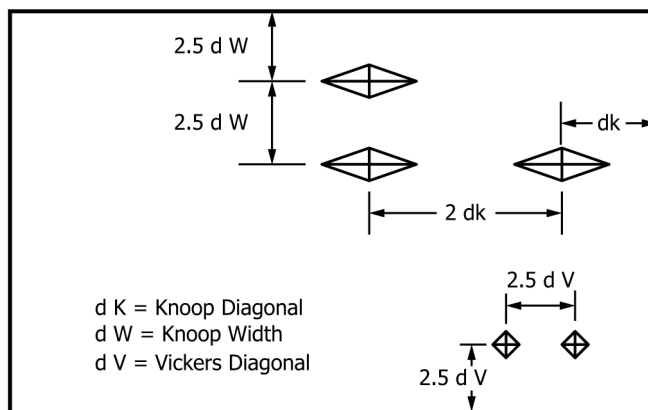 2.5 d W
2.5 d W
dk
2 dk
2.5 d V
d K = Knoop Diagonal
d W = Knoop Width
d V = Vickers Diagonal
2.5 d V